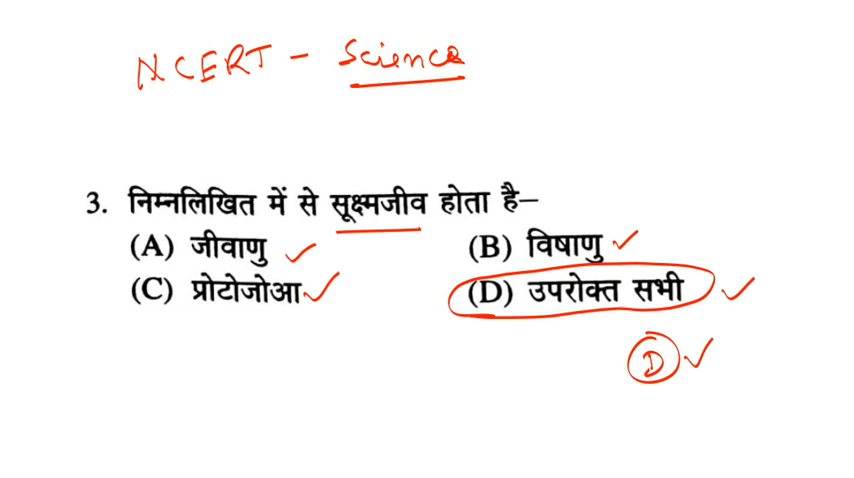 NCERT - Science
3. निम्नलिखित में से सूक्ष्मजीव होता है–
(A) जीवाणु ✓ (B) विषाणु ✓
(C) प्रोटोजोआ ✓ (D) उपरोक्त सभी ✓
D ✓